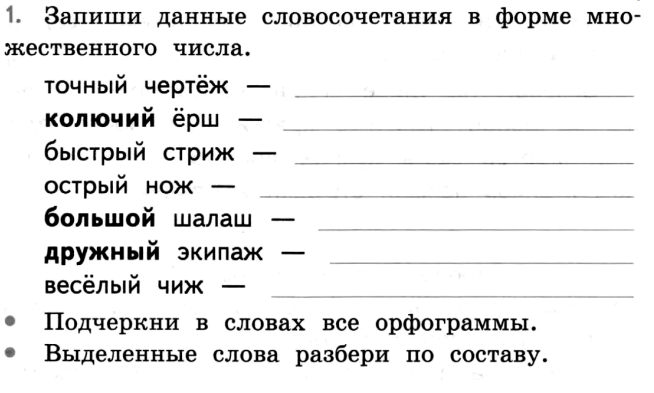 1. Запиши данные словосочетания в форме мно-
жественного числа.
точный чертёж —
колючий ёрш —
быстрый стриж —
острый нож —
большой шалаш —
дружный экипаж —
весёлый чиж —
• Подчеркни в словах все орфограммы.
• Выделенные слова разбери по составу.